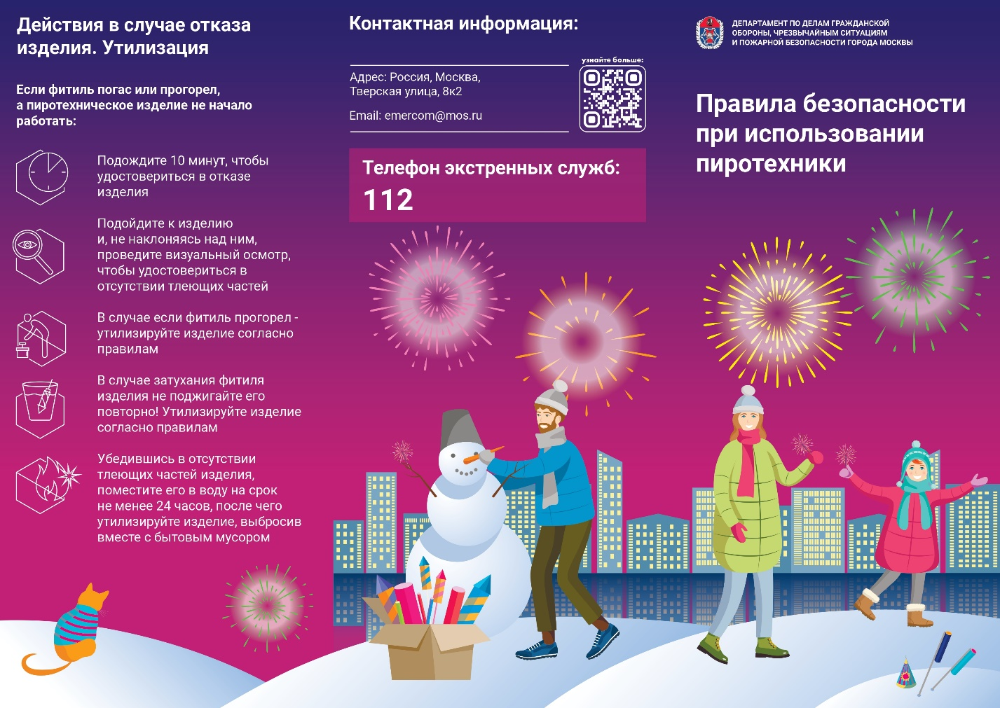 Действия в случае отказа
изделия. Утилизация
Если фитиль погас или прогорел,
а пиротехническое изделие не начало
работать:
Подождите 10 минут, чтобы
удостовериться в отказе
изделия
Подойдите к изделию
и, не наклоняясь над ним,
проведите визуальный осмотр,
чтобы удостовериться в
отсутствии тлеющих частей
В случае если фитиль прогорел -
утилизируйте изделие согласно
правилам
В случае затухания фитиля
изделия не поджигайте его
повторно! Утилизируйте изделие
согласно правилам
Убедившись в отсутствии
тлеющих частей изделия,
поместите его в воду на срок
не менее 24 часов, после чего
утилизируйте изделие, выбросив
вместе с бытовым мусором
Контактная информация:
узнайте больше:
Адрес: Россия, Москва,
Тверская улица, 8к2
Email: emercom@mos.ru
Телефон экстренных служб:
112
ДЕПАРТАМЕНТ ПО ДЕЛАМ ГРАЖДАНСКОЙ
ОБОРОНЫ, ЧРЕЗВЫЧАЙНЫМ СИТУАЦИЯМ
И ПОЖАРНОЙ БЕЗОПАСНОСТИ ГОРОДА МОСКВЫ
Правила безопасности
при использовании
пиротехники